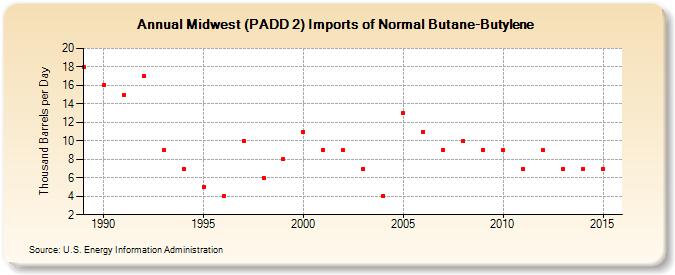 Annual Midwest (PADD 2) Imports of Normal Butane-Butylene
Thousand Barrels per Day
20
18
16
14
12
10
8
6
4
2
1990 1995 2000 2005 2010 2015
Source: U.S. Energy Information Administration